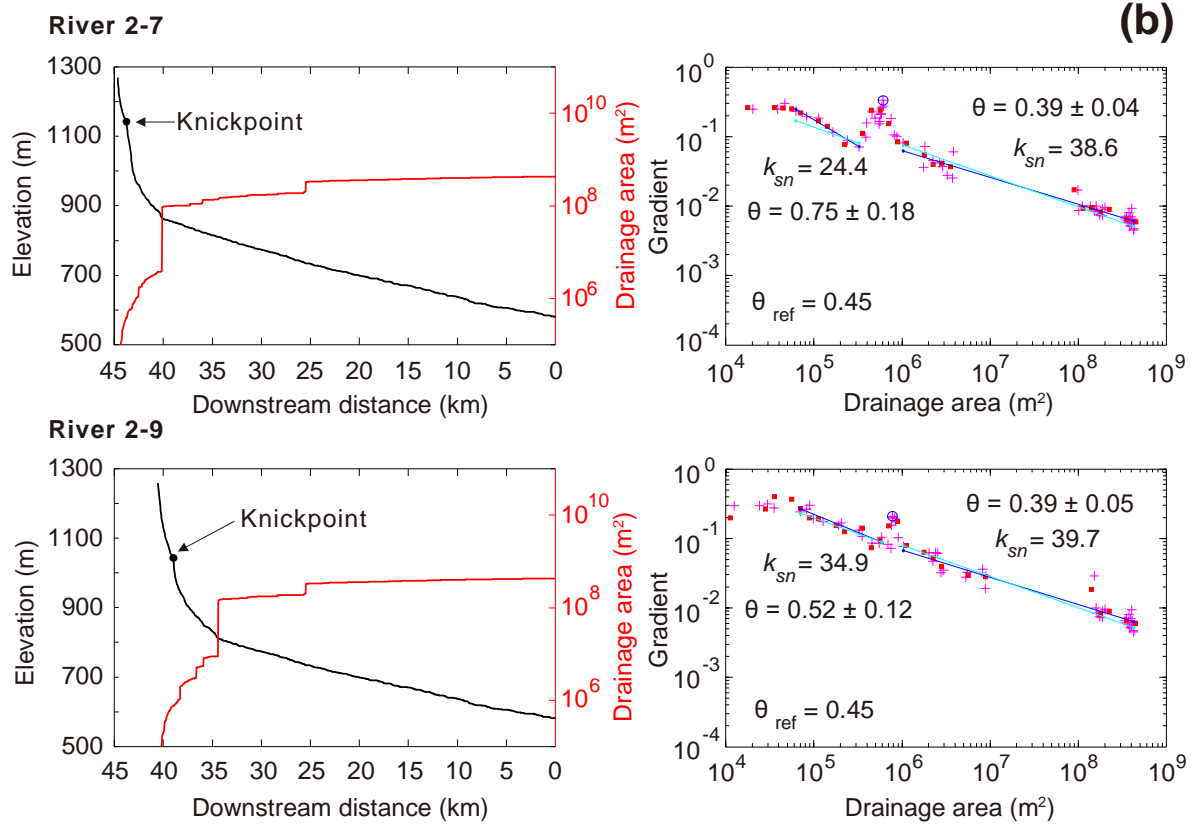 River 2-7
(b)
1300
1100
900
700
500
Elevation (m)
Knickpoint
10^10
10^8
10^6
Drainage area (m²)
45 40 35 30 25 20 15 10 5 0
Downstream distance (km)
10^0
10^-1
10^-2
10^-3
10^-4
Gradient
θ = 0.39 ± 0.04
k_sn = 38.6
k_sn = 24.4
θ = 0.75 ± 0.18
θ_ref = 0.45
10^4 10^5 10^6 10^7 10^8 10^9
Drainage area (m²)
River 2-9
1300
1100
900
700
500
Elevation (m)
Knickpoint
10^10
10^8
10^6
Drainage area (m²)
45 40 35 30 25 20 15 10 5 0
Downstream distance (km)
10^0
10^-1
10^-2
10^-3
10^-4
Gradient
θ = 0.39 ± 0.05
k_sn = 39.7
k_sn = 34.9
θ = 0.52 ± 0.12
θ_ref = 0.45
10^4 10^5 10^6 10^7 10^8 10^9
Drainage area (m²)